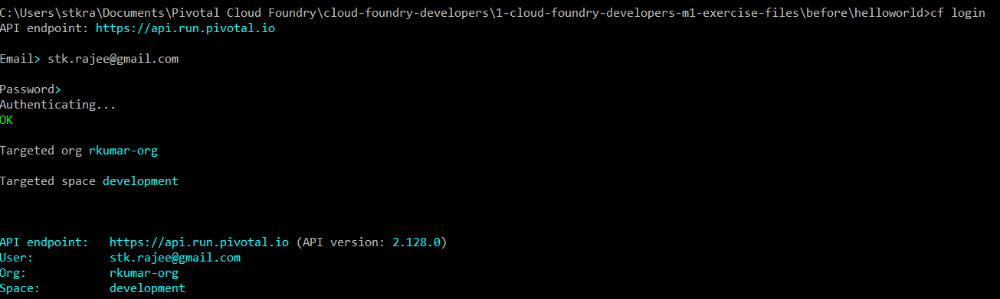 C:\Users\stkra\Documents\Pivotal Cloud Foundry\cloud-foundry-developers\1-cloud-foundry-developers-m1-exercise-files\before\helloworld>cf login
API endpoint: https://api.run.pivotal.io
Email> stk.rajee@gmail.com
Password>
Authenticating...
OK
Targeted org rkumar-org
Targeted space development
API endpoint:   https://api.run.pivotal.io (API version: 2.128.0)
User:           stk.rajee@gmail.com
Org:            rkumar-org
Space:          development